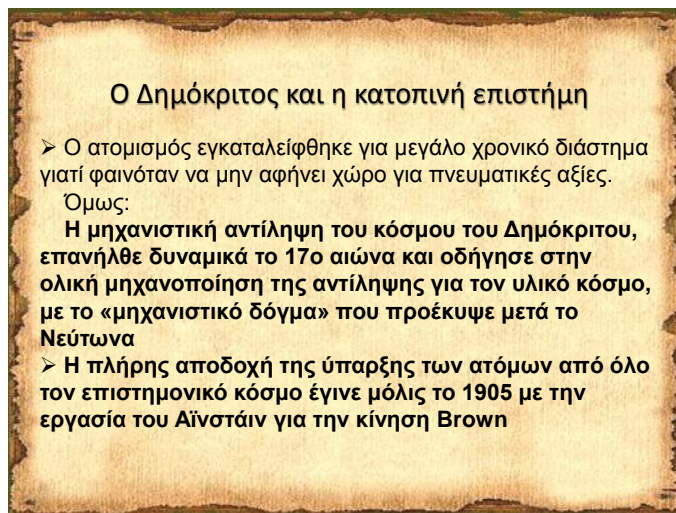 Ο Δημόκριτος και η κατοπινή επιστήμη
➢ Ο ατομισμός εγκαταλείφθηκε για μεγάλο χρονικό διάστημα
γιατί φαινόταν να μην αφήνει χώρο για πνευματικές αξίες.
Όμως:
Η μηχανιστική αντίληψη του κόσμου του Δημόκριτου,
επανήλθε δυναμικά το 17ο αιώνα και οδήγησε στην
ολική μηχανοποίηση της αντίληψης για τον υλικό κόσμο,
με το «μηχανιστικό δόγμα» που προέκυψε μετά το
Νεύτωνα
➢ Η πλήρης αποδοχή της ύπαρξης των ατόμων από όλο
τον επιστημονικό κόσμο έγινε μόλις το 1905 με την
εργασία του Αϊνστάιν για την κίνηση Brown